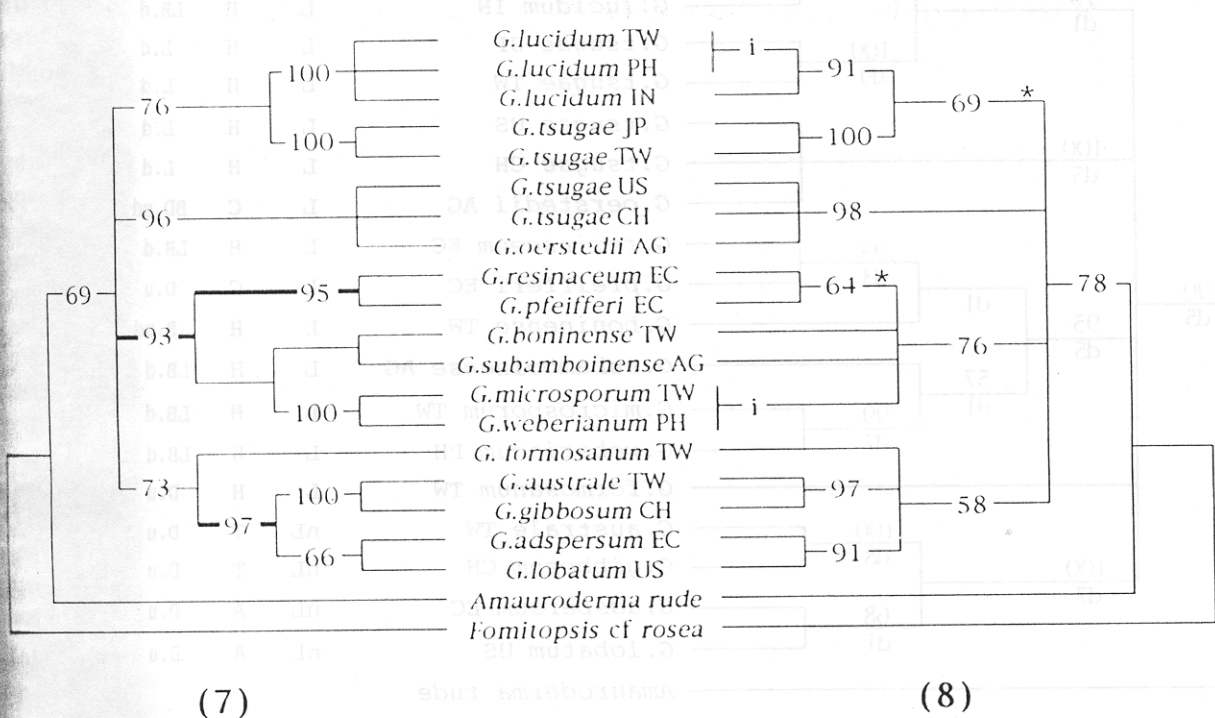 G.lucidum TW
i
G.lucidum PH
100
91
G.lucidum IN
76
69 *
G.tsugae JP
100
100
G.tsugae TW
G.tsugae US
96
G.tsugae CH
98
G.oerstedii AG
G.resinaceum EC
69
95
64 *
78
G.pfeifferi EC
93
G.boninense TW
76
G.subamboinense AG
G.microsporum TW
100
i
G.weberianum PH
G. formosanum TW
73
G.australe TW
100
97
G.gibbosum CH
58
97
G.adspersum EC
66
91
G.lobatum US
Amauroderma rude
Fomitopsis cf rosea
(7)
(8)